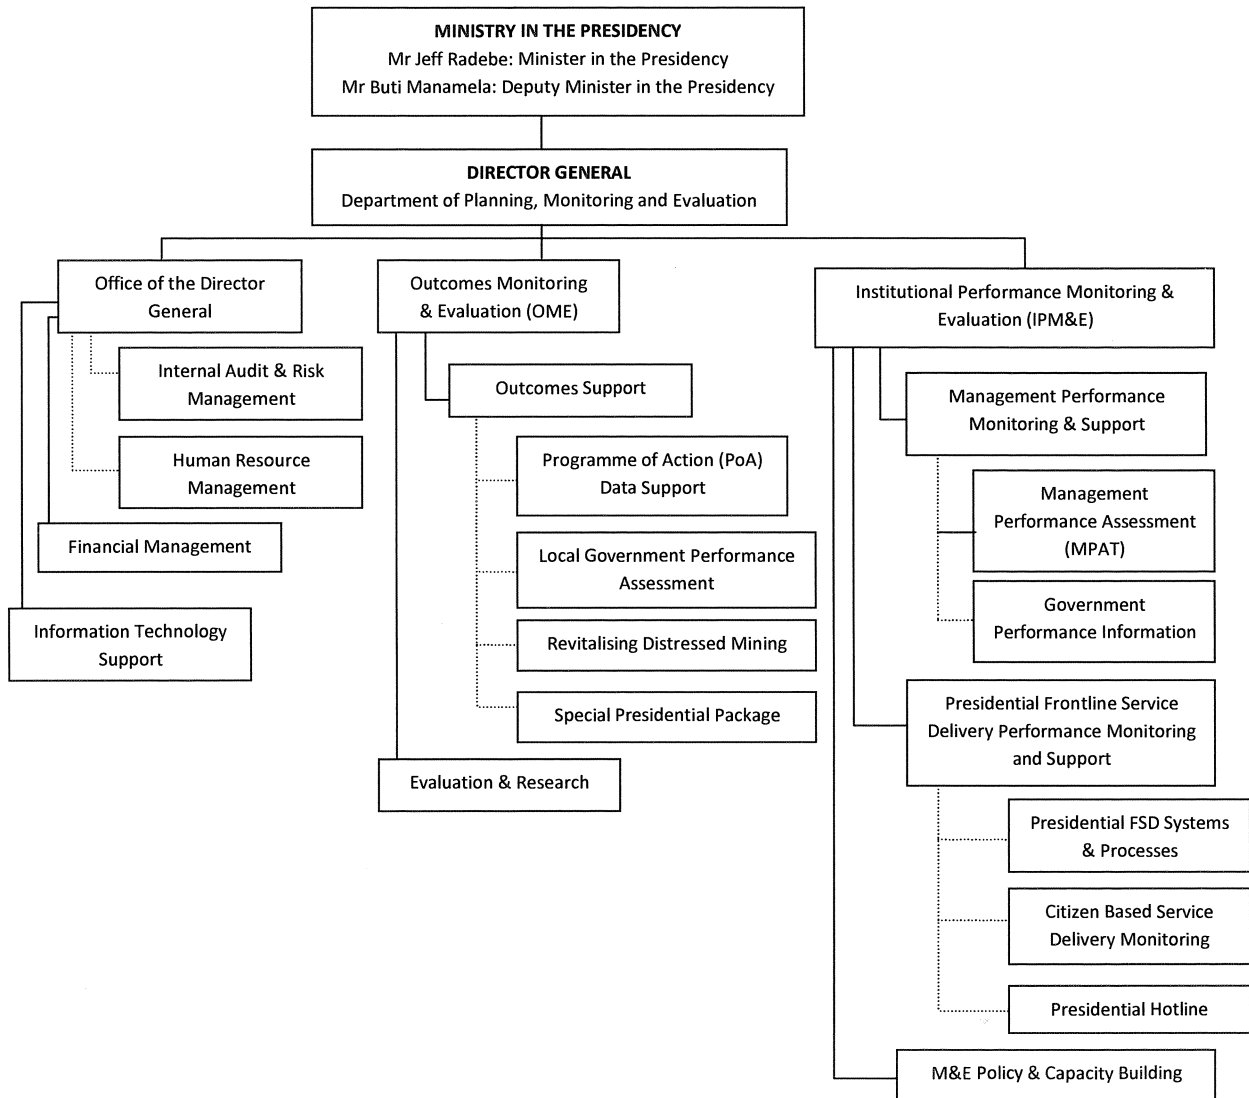 MINISTRY IN THE PRESIDENCY
Mr Jeff Radebe: Minister in the Presidency
Mr Buti Manamela: Deputy Minister in the Presidency
DIRECTOR GENERAL
Department of Planning, Monitoring and Evaluation
Office of the Director
General
Internal Audit & Risk
Management
Human Resource
Management
Financial Management
Information Technology
Support
Outcomes Monitoring
& Evaluation (OME)
Outcomes Support
Programme of Action (PoA)
Data Support
Local Government Performance
Assessment
Revitalising Distressed Mining
Special Presidential Package
Evaluation & Research
Institutional Performance Monitoring &
Evaluation (IPM&E)
Management Performance
Monitoring & Support
Management
Performance Assessment
(MPAT)
Government
Performance Information
Presidential Frontline Service
Delivery Performance Monitoring
and Support
Presidential FSD Systems
& Processes
Citizen Based Service
Delivery Monitoring
Presidential Hotline
M&E Policy & Capacity Building